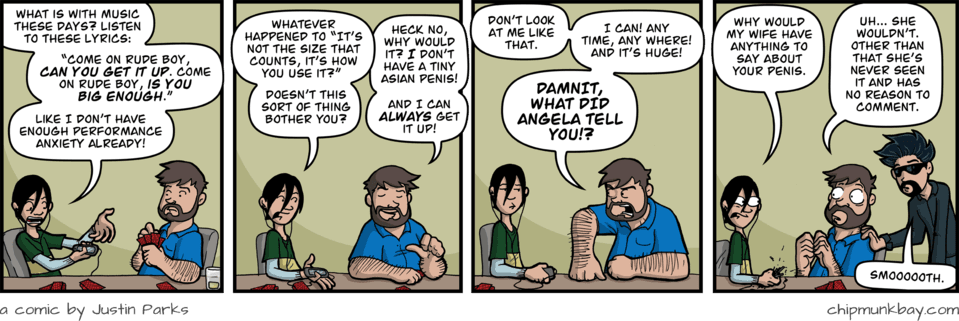 WHAT IS WITH MUSIC
THESE DAYS? LISTEN
TO THESE LYRICS:
"COME ON RUDE BOY,
CAN YOU GET IT UP. COME
ON RUDE BOY, IS YOU
BIG ENOUGH."
LIKE I DON'T HAVE
ENOUGH PERFORMANCE
ANXIETY ALREADY!
WHATEVER
HAPPENED TO "IT'S
NOT THE SIZE THAT
COUNTS, IT'S HOW
YOU USE IT?"
DOESN'T THIS
SORT OF THING
BOTHER YOU?
HECK NO,
WHY WOULD
IT? I DON'T
HAVE A TINY
ASIAN PENIS!
AND I CAN
ALWAYS GET
IT UP!
DON'T LOOK
AT ME LIKE
THAT.
I CAN! ANY
TIME, ANY WHERE!
AND IT'S HUGE!
DAMNIT,
WHAT DID
ANGELA TELL
YOU!?
WHY WOULD
MY WIFE HAVE
ANYTHING TO
SAY ABOUT
YOUR PENIS.
UH... SHE
WOULDN'T.
OTHER THAN
THAT SHE'S
NEVER SEEN
IT AND HAS
NO REASON TO
COMMENT.
SMOOOOOTH.
a comic by Justin Parks
chipmunkbay.com